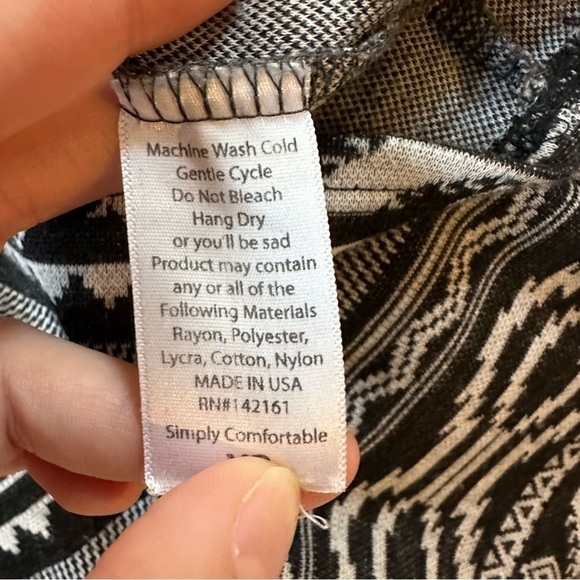 Machine Wash Cold
Gentle Cycle
Do Not Bleach
Hang Dry
or you'll be sad
Product may contain
any or all of the
Following Materials
Rayon, Polyester,
Lycra, Cotton, Nylon
MADE IN USA
RN#142161
Simply Comfortable